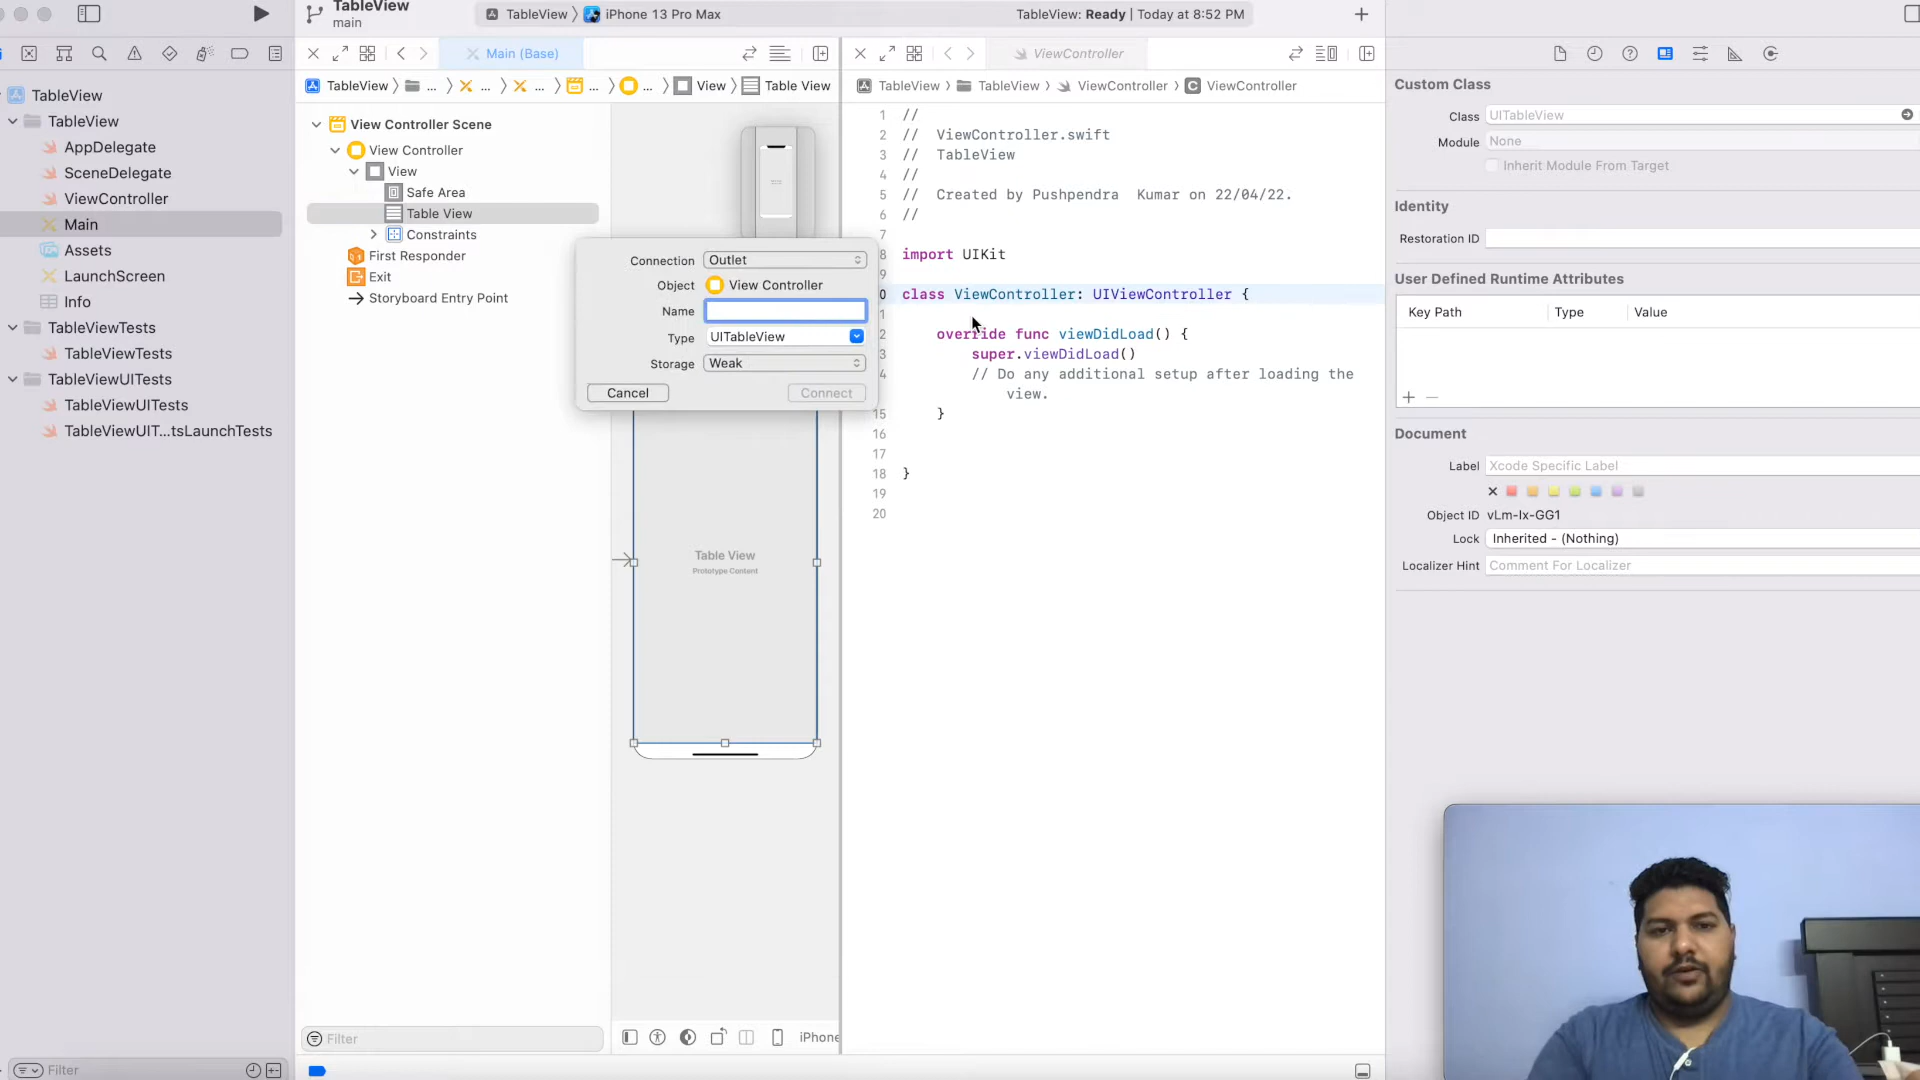 TableView
main
TableView
iPhone 13 Pro Max
TableView: Ready | Today at 8:52 PM
Main (Base)
ViewController
TableView
...
...
...
...
...
View
Table View
TableView
TableView
ViewController
ViewController
TableView
TableView
AppDelegate
SceneDelegate
ViewController
Main
Assets
LaunchScreen
Info
TableViewTests
TableViewTests
TableViewUITests
TableViewUITests
TableViewUIT...tsLaunchTests
Filter
View Controller Scene
View Controller
View
Safe Area
Table View
Constraints
First Responder
Exit
Storyboard Entry Point
Filter
Connection Outlet
Object View Controller
Name
Type UITableView
Storage Weak
Cancel Connect
Table View
Prototype Content
iPhone
1 //
2 // ViewController.swift
3 // TableView
4 //
5 // Created by Pushpendra Kumar on 22/04/22.
6 //
7
8 import UIKit
9
0 class ViewController: UIViewController {
1
2 override func viewDidLoad() {
3 super.viewDidLoad()
4 // Do any additional setup after loading the
view.
15 }
16
17
18 }
19
20
Custom Class
Class UITableView
Module None
Inherit Module From Target
Identity
Restoration ID
User Defined Runtime Attributes
Key Path Type Value
Document
Label Xcode Specific Label
Object ID vLm-Ix-GG1
Lock Inherited - (Nothing)
Localizer Hint Comment For Localizer